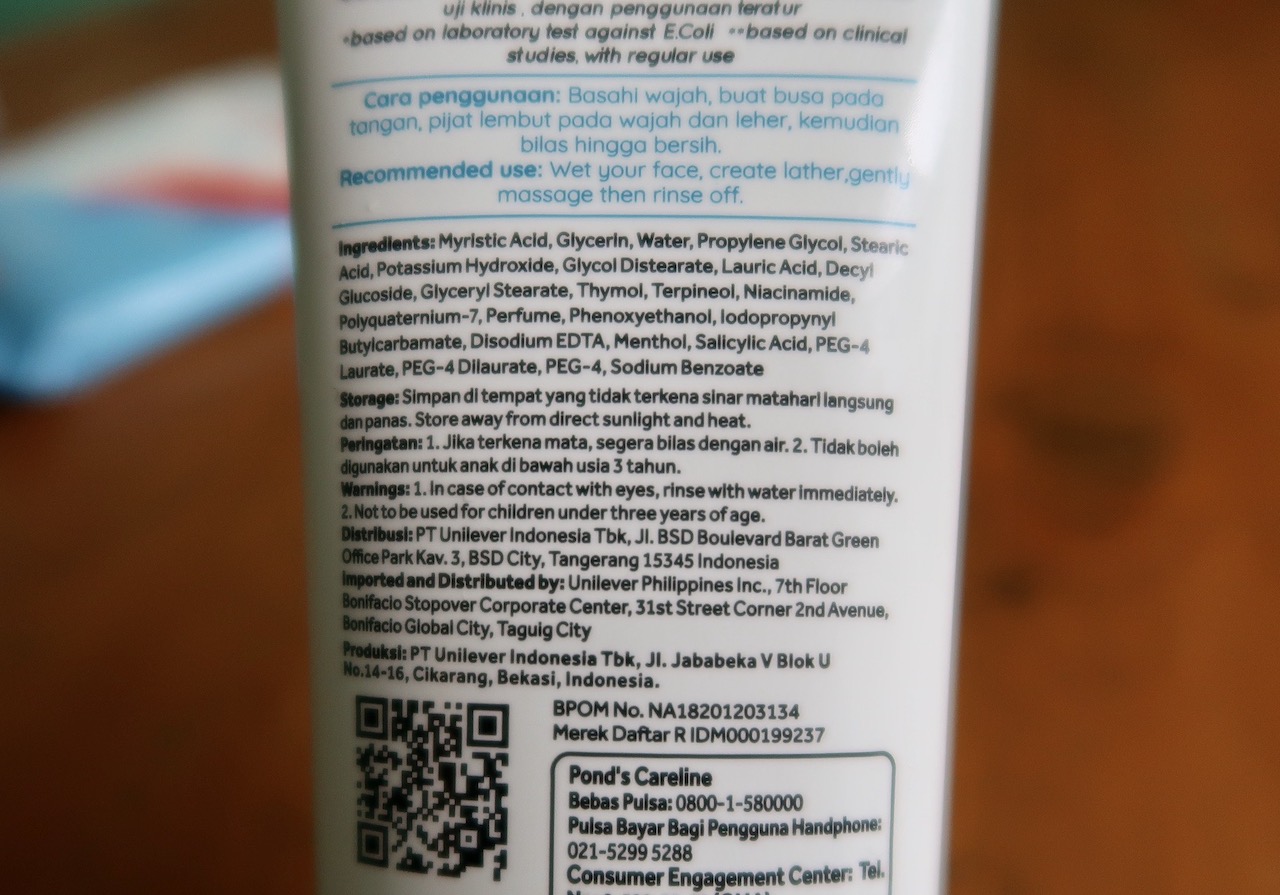 uji klinis , dengan penggunaan teratur
*based on laboratory test against E.Coli **based on clinical
studies, with regular use
Cara penggunaan: Basahi wajah, buat busa pada
tangan, pijat lembut pada wajah dan leher, kemudian
bilas hingga bersih.
Recommended use: Wet your face, create lather,gently
massage then rinse off.
Ingredients: Myristic Acid, Glycerin, Water, Propylene Glycol, Stearic
Acid, Potassium Hydroxide, Glycol Distearate, Lauric Acid, Decyl
Glucoside, Glyceryl Stearate, Thymol, Terpineol, Niacinamide,
Polyquaternium-7, Perfume, Phenoxyethanol, Iodopropynyl
Butylcarbamate, Disodium EDTA, Menthol, Salicylic Acid, PEG-4
Laurate, PEG-4 Dilaurate, PEG-4, Sodium Benzoate
Storage: Simpan di tempat yang tidak terkena sinar matahari langsung
dan panas. Store away from direct sunlight and heat.
Peringatan: 1. Jika terkena mata, segera bilas dengan air. 2. Tidak boleh
digunakan untuk anak di bawah usia 3 tahun.
Warnings: 1. In case of contact with eyes, rinse with water immediately.
2. Not to be used for children under three years of age.
Distribusi: PT Unilever Indonesia Tbk, Jl. BSD Boulevard Barat Green
Office Park Kav. 3, BSD City, Tangerang 15345 Indonesia
Imported and Distributed by: Unilever Philippines Inc., 7th Floor
Bonifacio Stopover Corporate Center, 31st Street Corner 2nd Avenue,
Bonifacio Global City, Taguig City
Produksi: PT Unilever Indonesia Tbk, Jl. Jababeka V Blok U
No.14-16, Cikarang, Bekasi, Indonesia.
BPOM No. NA18201203134
Merek Daftar R IDM000199237
Pond's Careline
Bebas Pulsa: 0800-1-580000
Pulsa Bayar Bagi Pengguna Handphone:
021-5299 5288
Consumer Engagement Center: Tel.